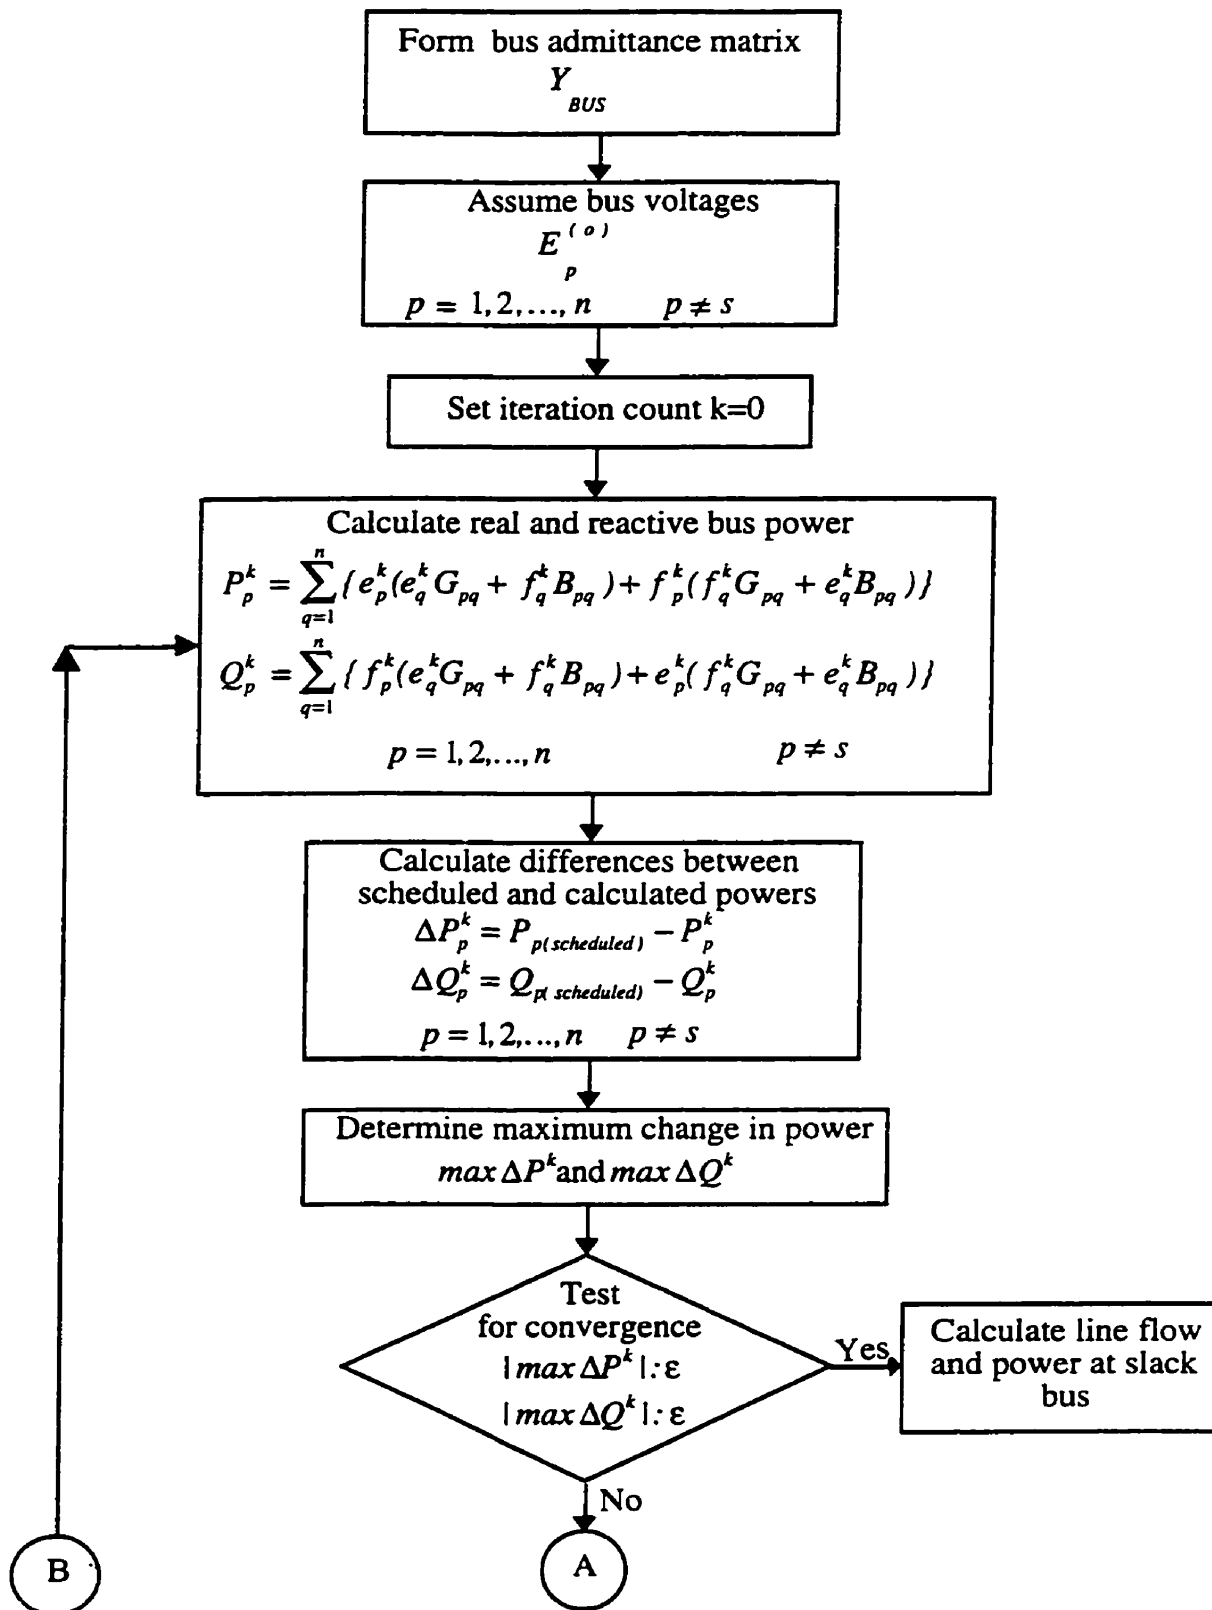 Form bus admittance matrix
Y_BUS
Assume bus voltages
E_p^(o)
p = 1,2,...,n p ≠ s
Set iteration count k=0
Calculate real and reactive bus power
P_p^k = \sum_{q=1}^{n} {e_p^k(e_q^k G_pq + f_q^k B_pq) + f_p^k(f_q^k G_pq + e_q^k B_pq)}
Q_p^k = \sum_{q=1}^{n} {f_p^k(e_q^k G_pq + f_q^k B_pq) + e_p^k(f_q^k G_pq + e_q^k B_pq)}
p = 1,2,...,n p ≠ s
Calculate differences between
scheduled and calculated powers
ΔP_p^k = P_p(scheduled) − P_p^k
ΔQ_p^k = Q_p(scheduled) − Q_p^k
p = 1,2,...,n p ≠ s
Determine maximum change in power
max ΔP^k and max ΔQ^k
Test
for convergence
|max ΔP^k|:ε
|max ΔQ^k|:ε
Yes
Calculate line flow
and power at slack
bus
No
B
A